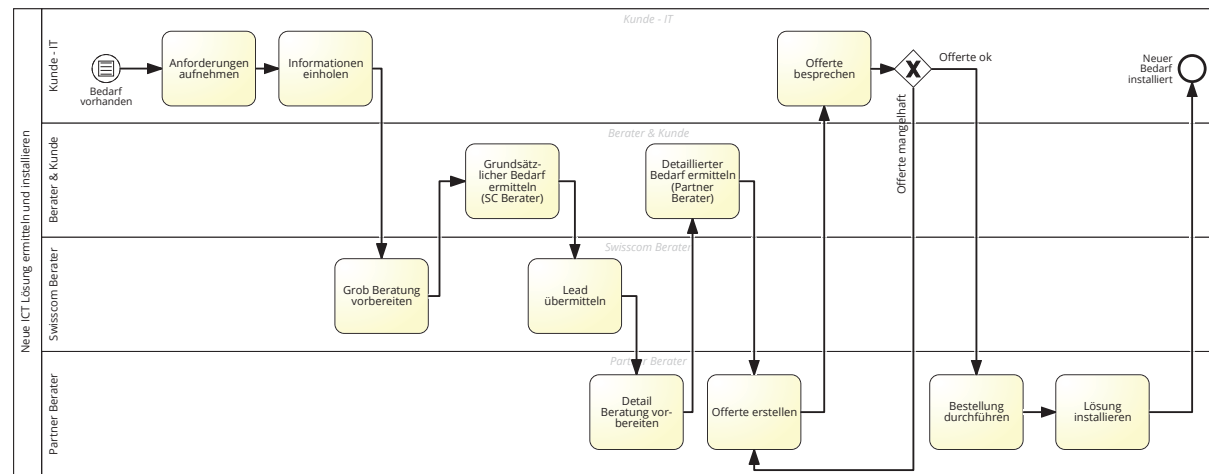 Neue ICT Lösung ermitteln und installieren
Kunde - IT
Kunde - IT
Bedarf
vorhanden
Anforderungen
aufnehmen
Informationen
einholen
Offerte
besprechen
Offerte ok
Offerte mangelhaft
Neuer
Bedarf
installiert
Berater & Kunde
Berater & Kunde
Grundsätz-
licher Bedarf
ermitteln
(SC Berater)
Detaillierter
Bedarf ermitteln
(Partner
Berater)
Swisscom Berater
Swisscom Berater
Grob Beratung
vorbereiten
Lead
übermitteln
Partner Berater
Partner Berater
Detail
Beratung vor-
bereiten
Offerte erstellen
Bestellung
durchführen
Lösung
installieren